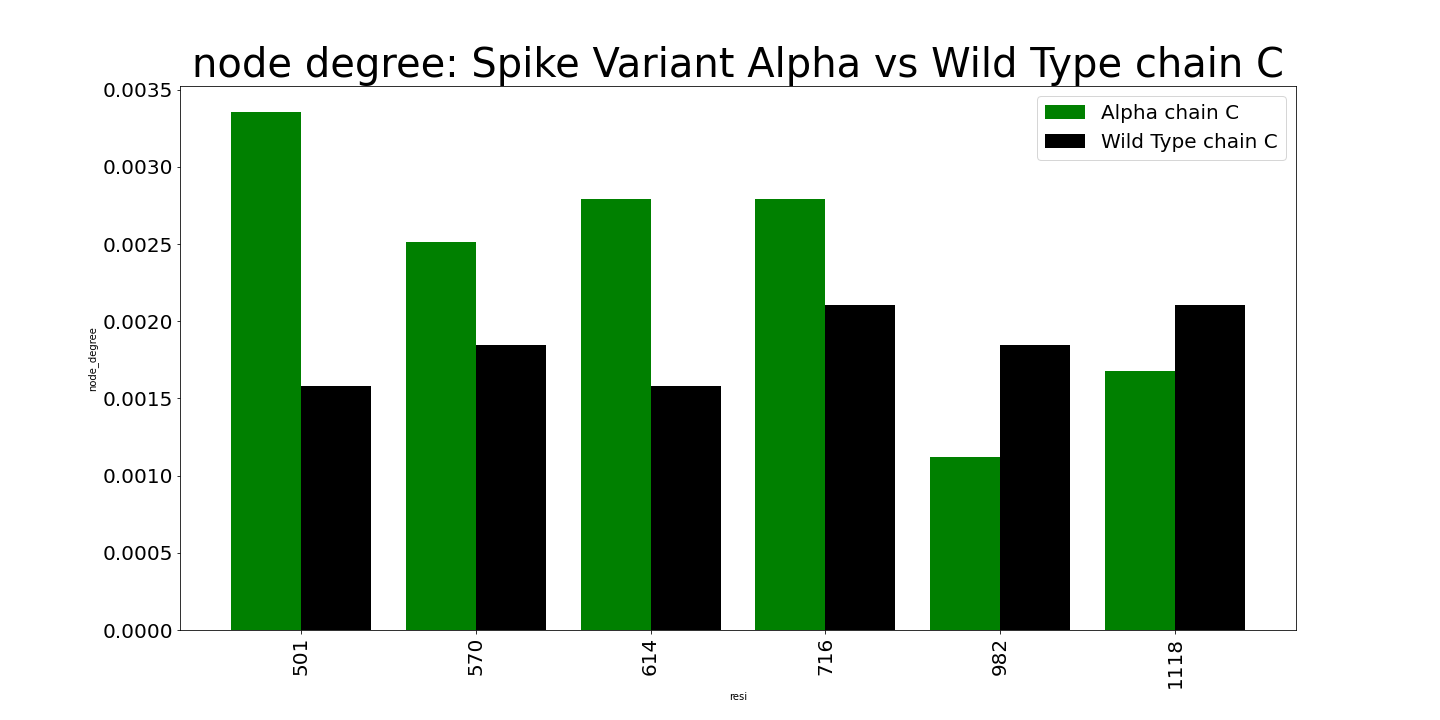 node degree: Spike Variant Alpha vs Wild Type chain C
Alpha chain C
Wild Type chain C
0.0035
0.0030
0.0025
0.0020
0.0015
0.0010
0.0005
0.0000
node_degree
501
570
614
716
982
1118
resi